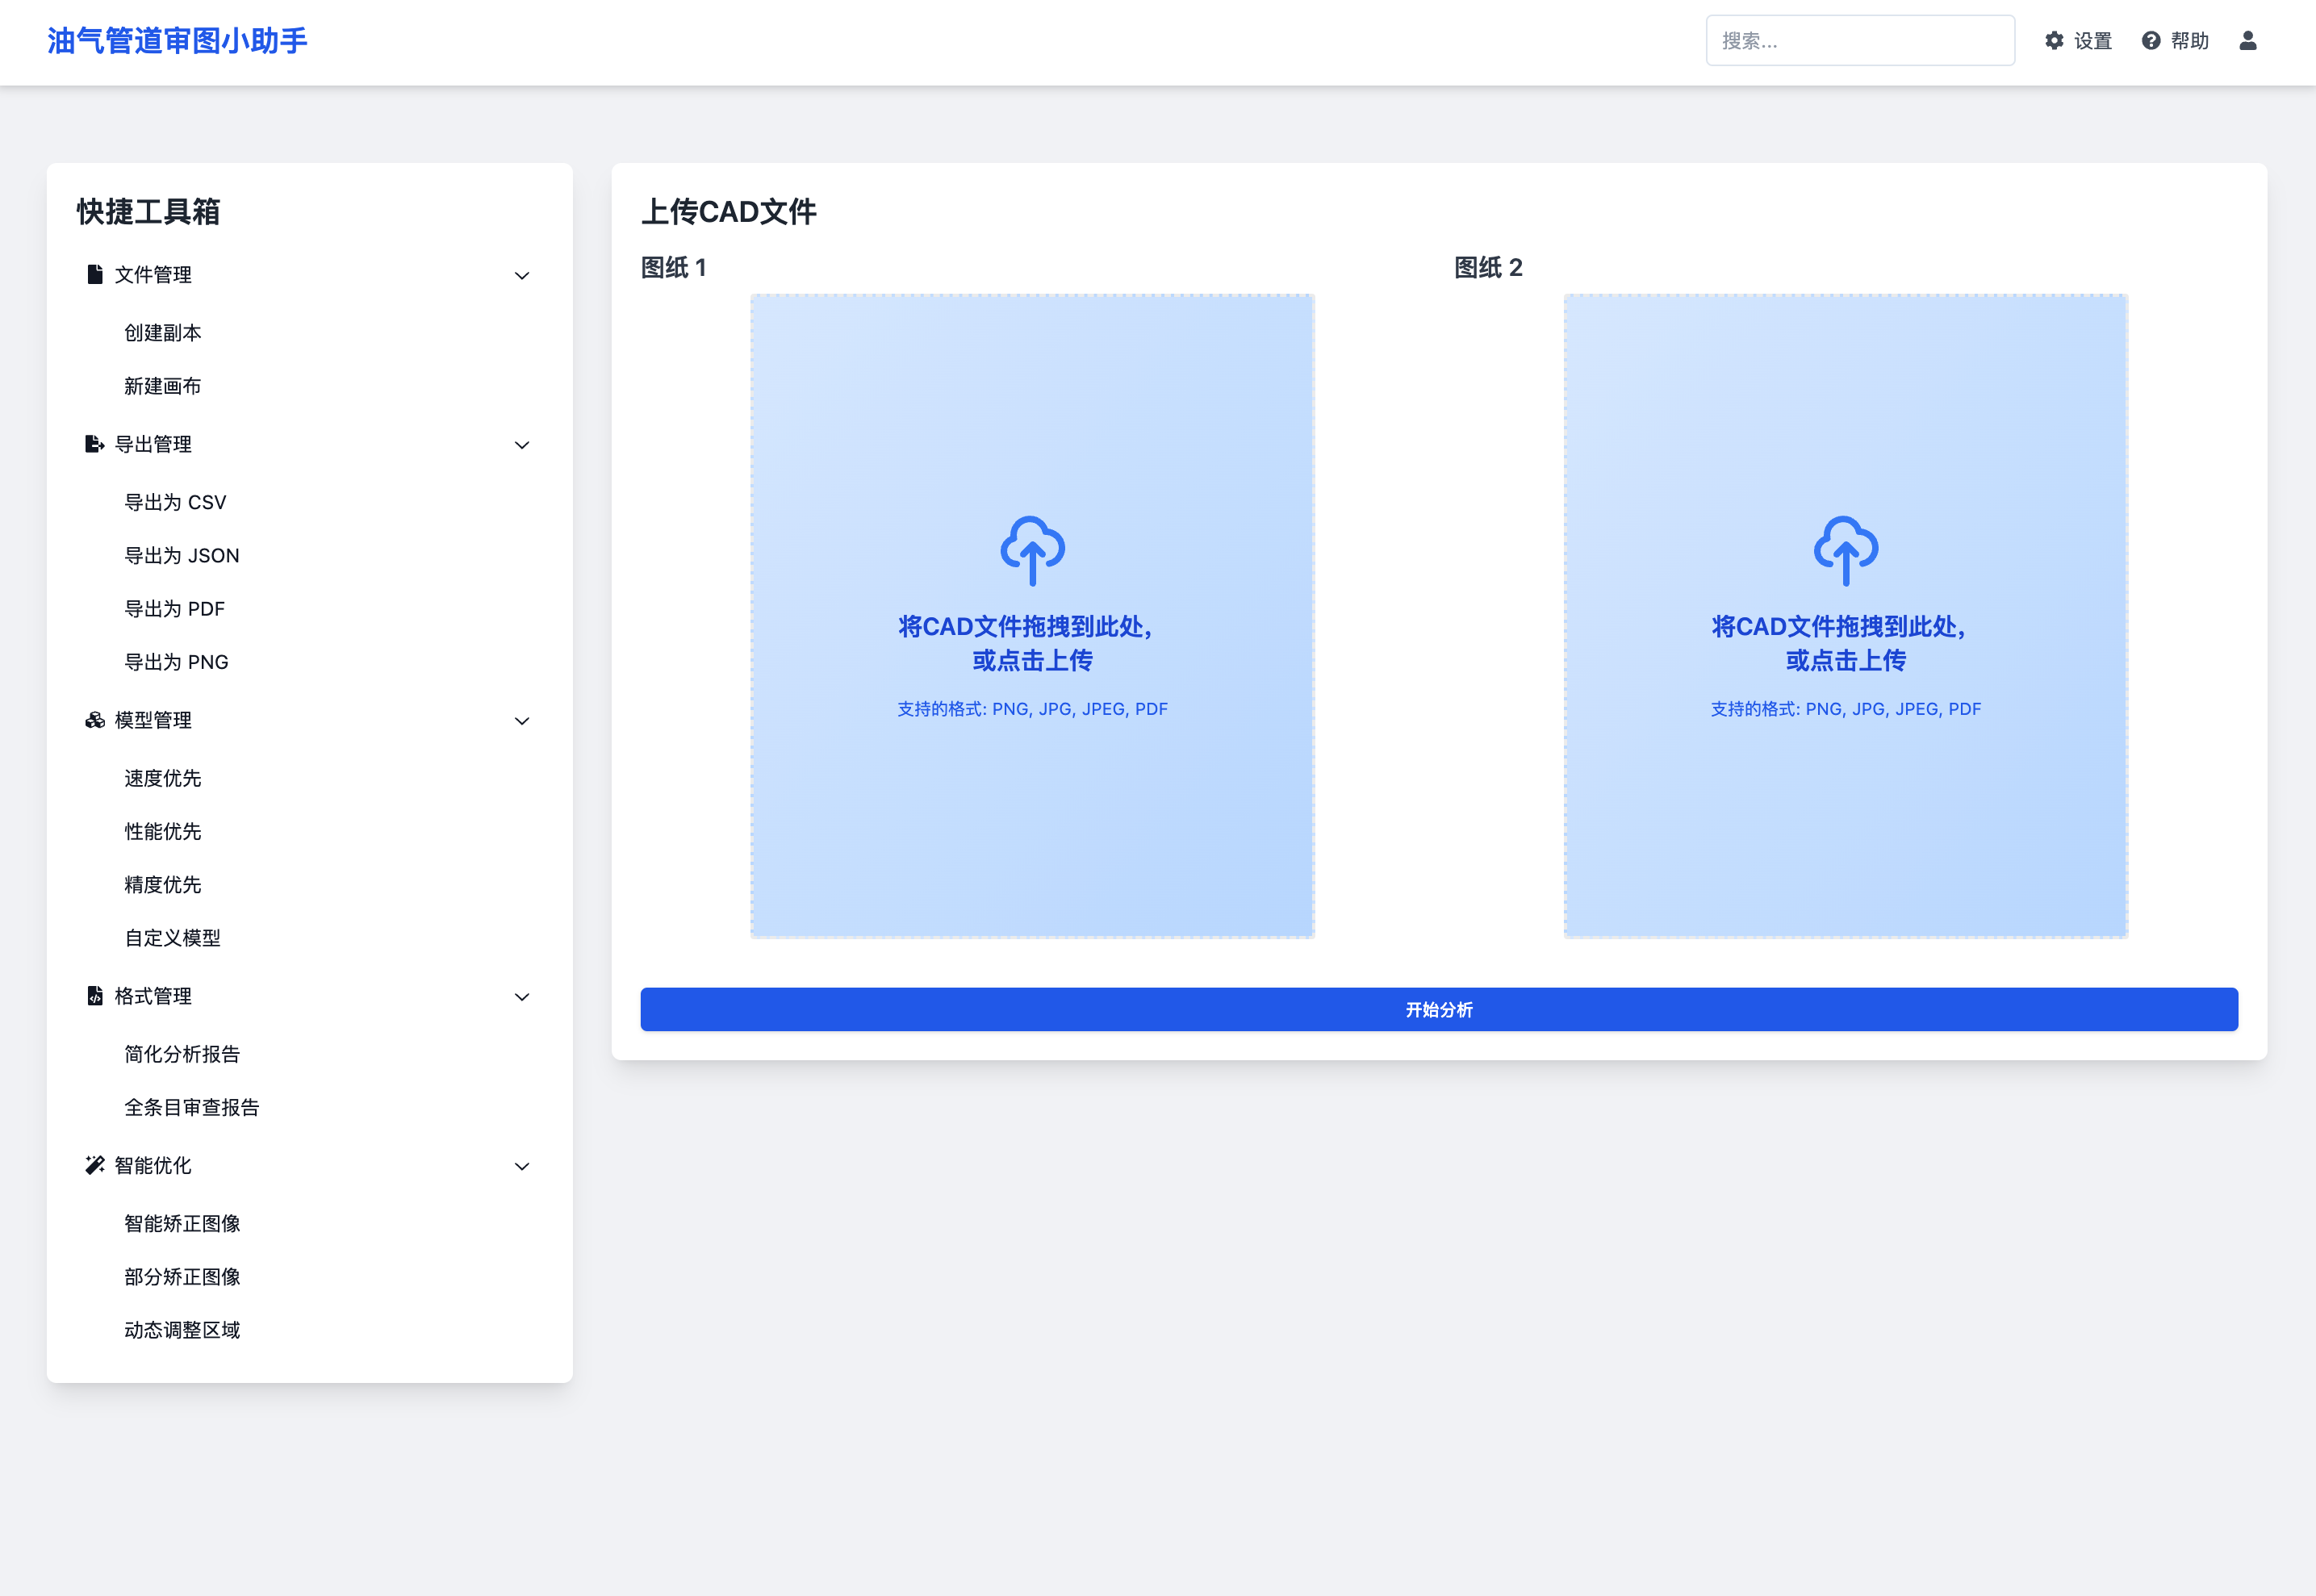 油气管道审图小助手
搜索...
设置
帮助
快捷工具箱
文件管理
创建副本
新建画布
导出管理
导出为 CSV
导出为 JSON
导出为 PDF
导出为 PNG
模型管理
速度优先
性能优先
精度优先
自定义模型
格式管理
简化分析报告
全条目审查报告
智能优化
智能矫正图像
部分矫正图像
动态调整区域
上传CAD文件
图纸 1
将CAD文件拖拽到此处,
或点击上传
支持的格式: PNG, JPG, JPEG, PDF
图纸 2
将CAD文件拖拽到此处,
或点击上传
支持的格式: PNG, JPG, JPEG, PDF
开始分析